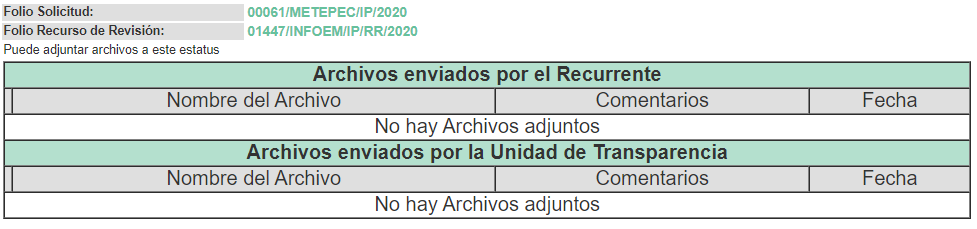 Folio Solicitud: 00061/METEPEC/IP/2020
Folio Recurso de Revisión: 01447/INFOEM/IP/RR/2020
Puede adjuntar archivos a este estatus
Archivos enviados por el Recurrente
Nombre del Archivo Comentarios Fecha
No hay Archivos adjuntos
Archivos enviados por la Unidad de Transparencia
Nombre del Archivo Comentarios Fecha
No hay Archivos adjuntos